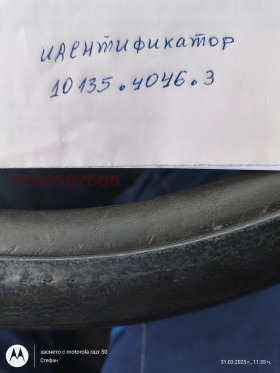 идентификатор
10135.4046.3
заснето с motorola razr 50
Стефан
31.03.2025 г., 11:35 ч.